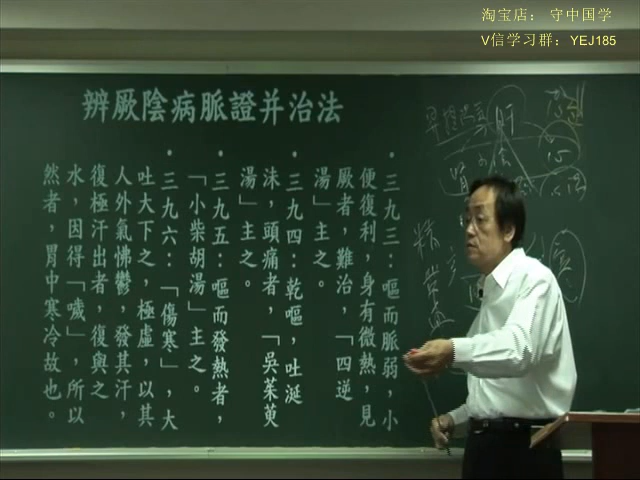 淘宝店： 守中国学
V信学习群：YEJ185
辨厥陰病脈證并治法
•三九三：嘔而脈弱，小
便復利，身有微熱，見
厥者，難治，「四逆
湯」主之。
•三九四：乾嘔，吐涎
沫，頭痛者，「吳茱萸
湯」主之。
•三九五：嘔而發熱者，
「小柴胡湯」主之。
•三九六：「傷寒」，大
吐大下之，極虛，以其
人外氣怫鬱，發其汗，
復極汗出者，復與之
水，因得「噦」，所以
然者，胃中寒冷故也。
肝
心
腎
精